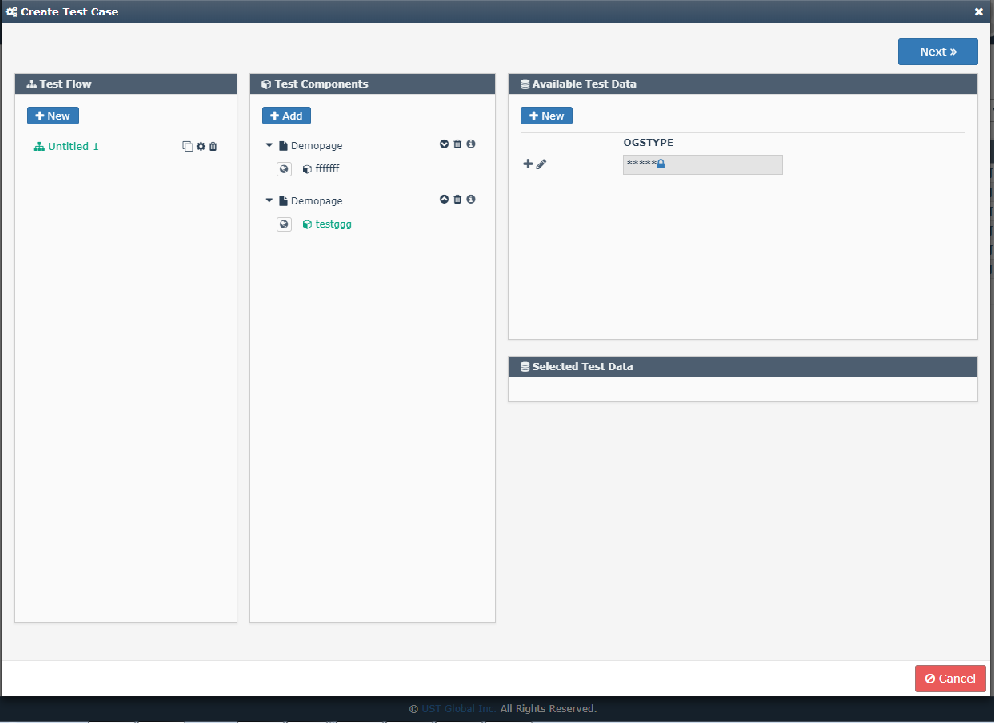 Create Test Case
Next »
Test Flow
New
Untitled 1
Test Components
Add
Demopage
fffffff
Demopage
testggg
Available Test Data
New
OGSTYPE
*****
Selected Test Data
Cancel
© UST Global Inc. All Rights Reserved.